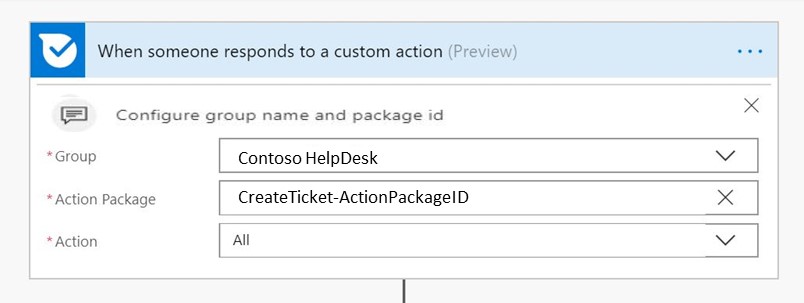 When someone responds to a custom action (Preview)
Configure group name and package id
*Group Contoso HelpDesk
*Action Package CreateTicket-ActionPackageID
*Action All